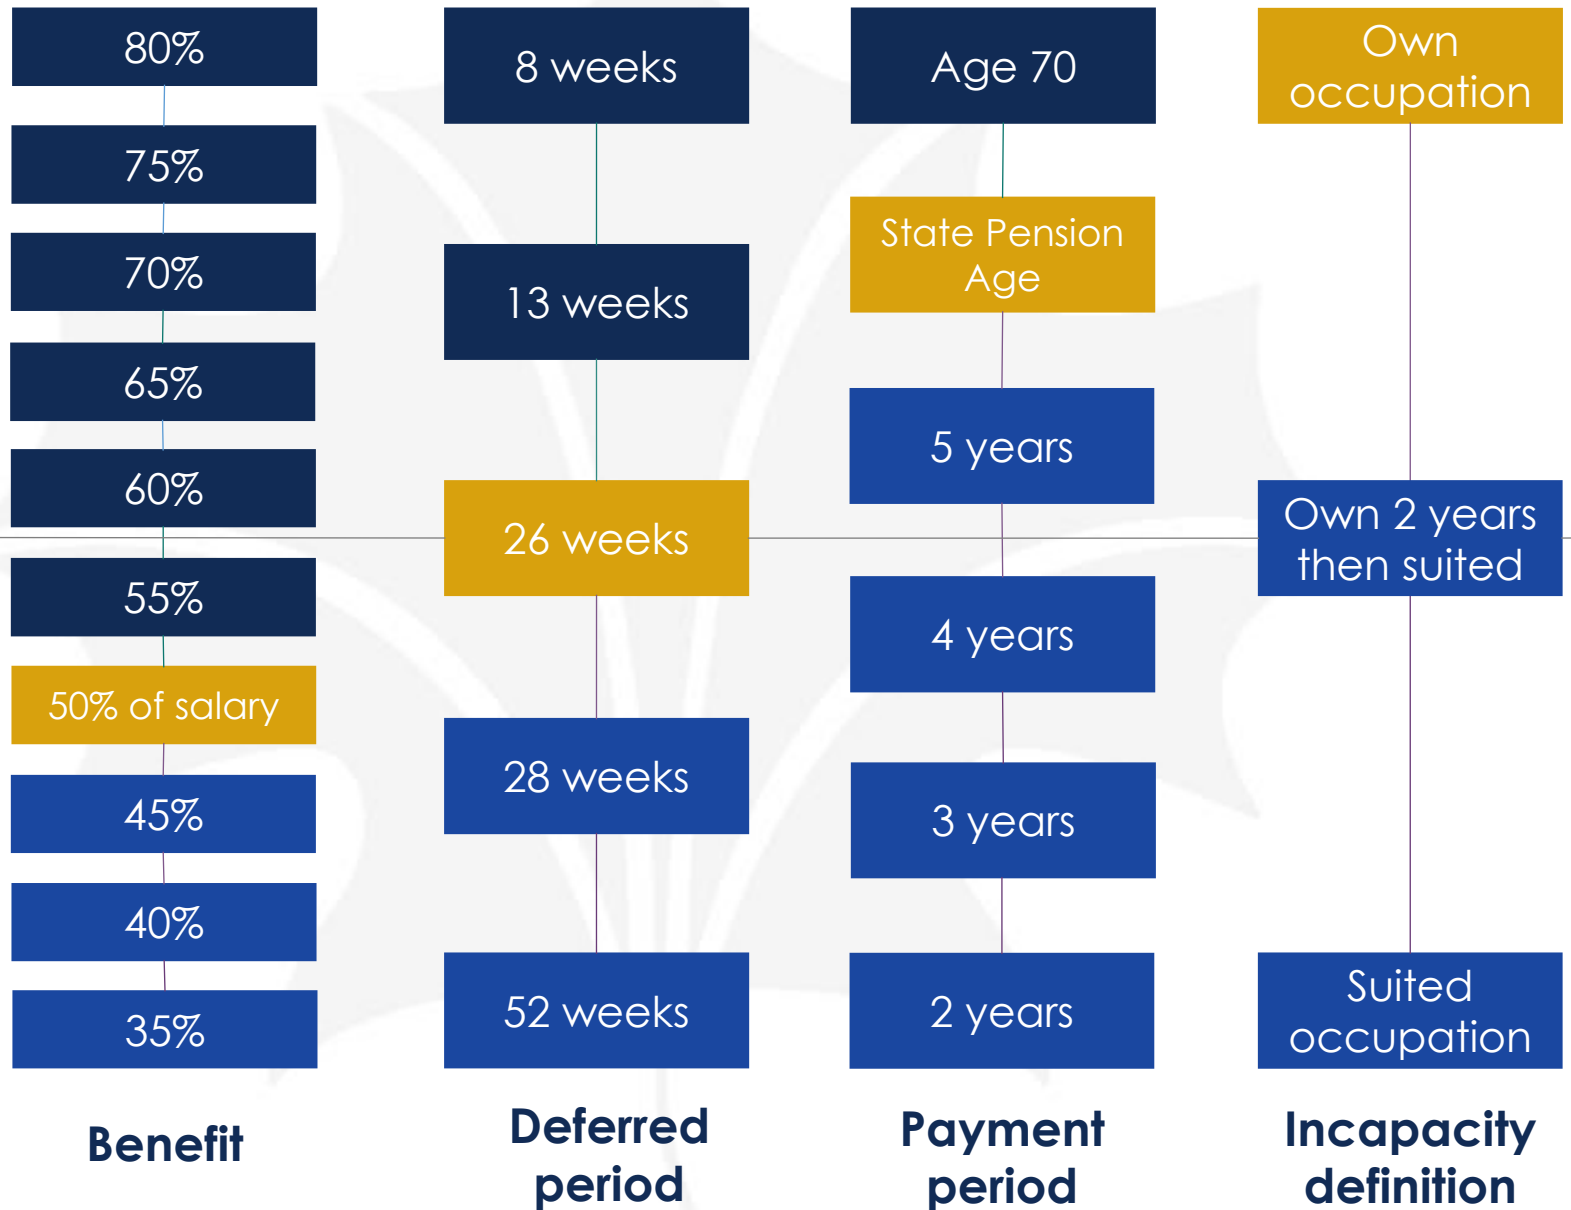 80%
75%
70%
65%
60%
55%
50% of salary
45%
40%
35%
Benefit
8 weeks
13 weeks
26 weeks
28 weeks
52 weeks
Deferred
period
Age 70
State Pension
Age
5 years
4 years
3 years
2 years
Payment
period
Own
occupation
Own 2 years
then suited
Suited
occupation
Incapacity
definition